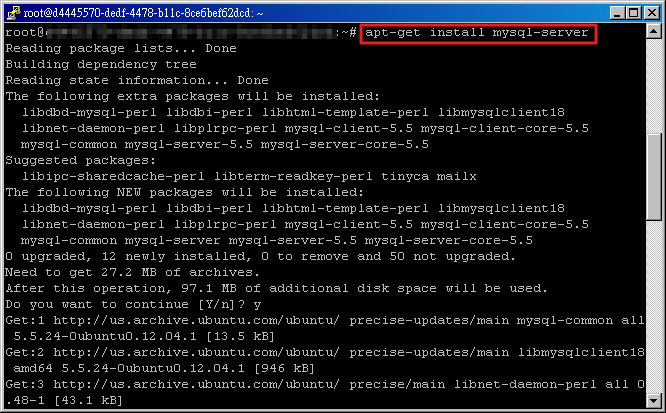 root@d4445570-dedf-4478-b11c-8ce6bef62dcd: ~
root@ :~# apt-get install mysql-server
Reading package lists... Done
Building dependency tree
Reading state information... Done
The following extra packages will be installed:
libdbd-mysql-perl libdbi-perl libhtml-template-perl libmysqlclient18
libnet-daemon-perl libplrpc-perl mysql-client-5.5 mysql-client-core-5.5
mysql-common mysql-server-5.5 mysql-server-core-5.5
Suggested packages:
libipc-sharedcache-perl libterm-readkey-perl tinyca mailx
The following NEW packages will be installed:
libdbd-mysql-perl libdbi-perl libhtml-template-perl libmysqlclient18
libnet-daemon-perl libplrpc-perl mysql-client-5.5 mysql-client-core-5.5
mysql-common mysql-server mysql-server-5.5 mysql-server-core-5.5
0 upgraded, 12 newly installed, 0 to remove and 50 not upgraded.
Need to get 27.2 MB of archives.
After this operation, 97.1 MB of additional disk space will be used.
Do you want to continue [Y/n]? y
Get:1 http://us.archive.ubuntu.com/ubuntu/ precise-updates/main mysql-common all
5.5.24-0ubuntu0.12.04.1 [13.5 kB]
Get:2 http://us.archive.ubuntu.com/ubuntu/ precise-updates/main libmysqlclient18
amd64 5.5.24-0ubuntu0.12.04.1 [946 kB]
Get:3 http://us.archive.ubuntu.com/ubuntu/ precise/main libnet-daemon-perl all 0
.48-1 [43.1 kB]